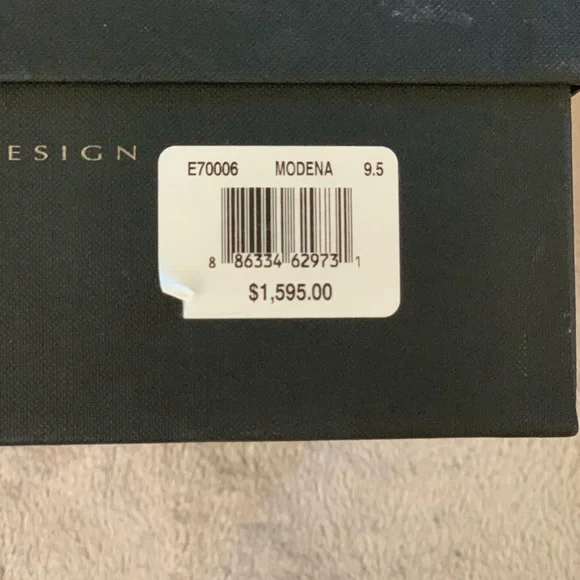 ESIGN
E70006 MODENA 9.5
8 86334 62973 1
$1,595.00